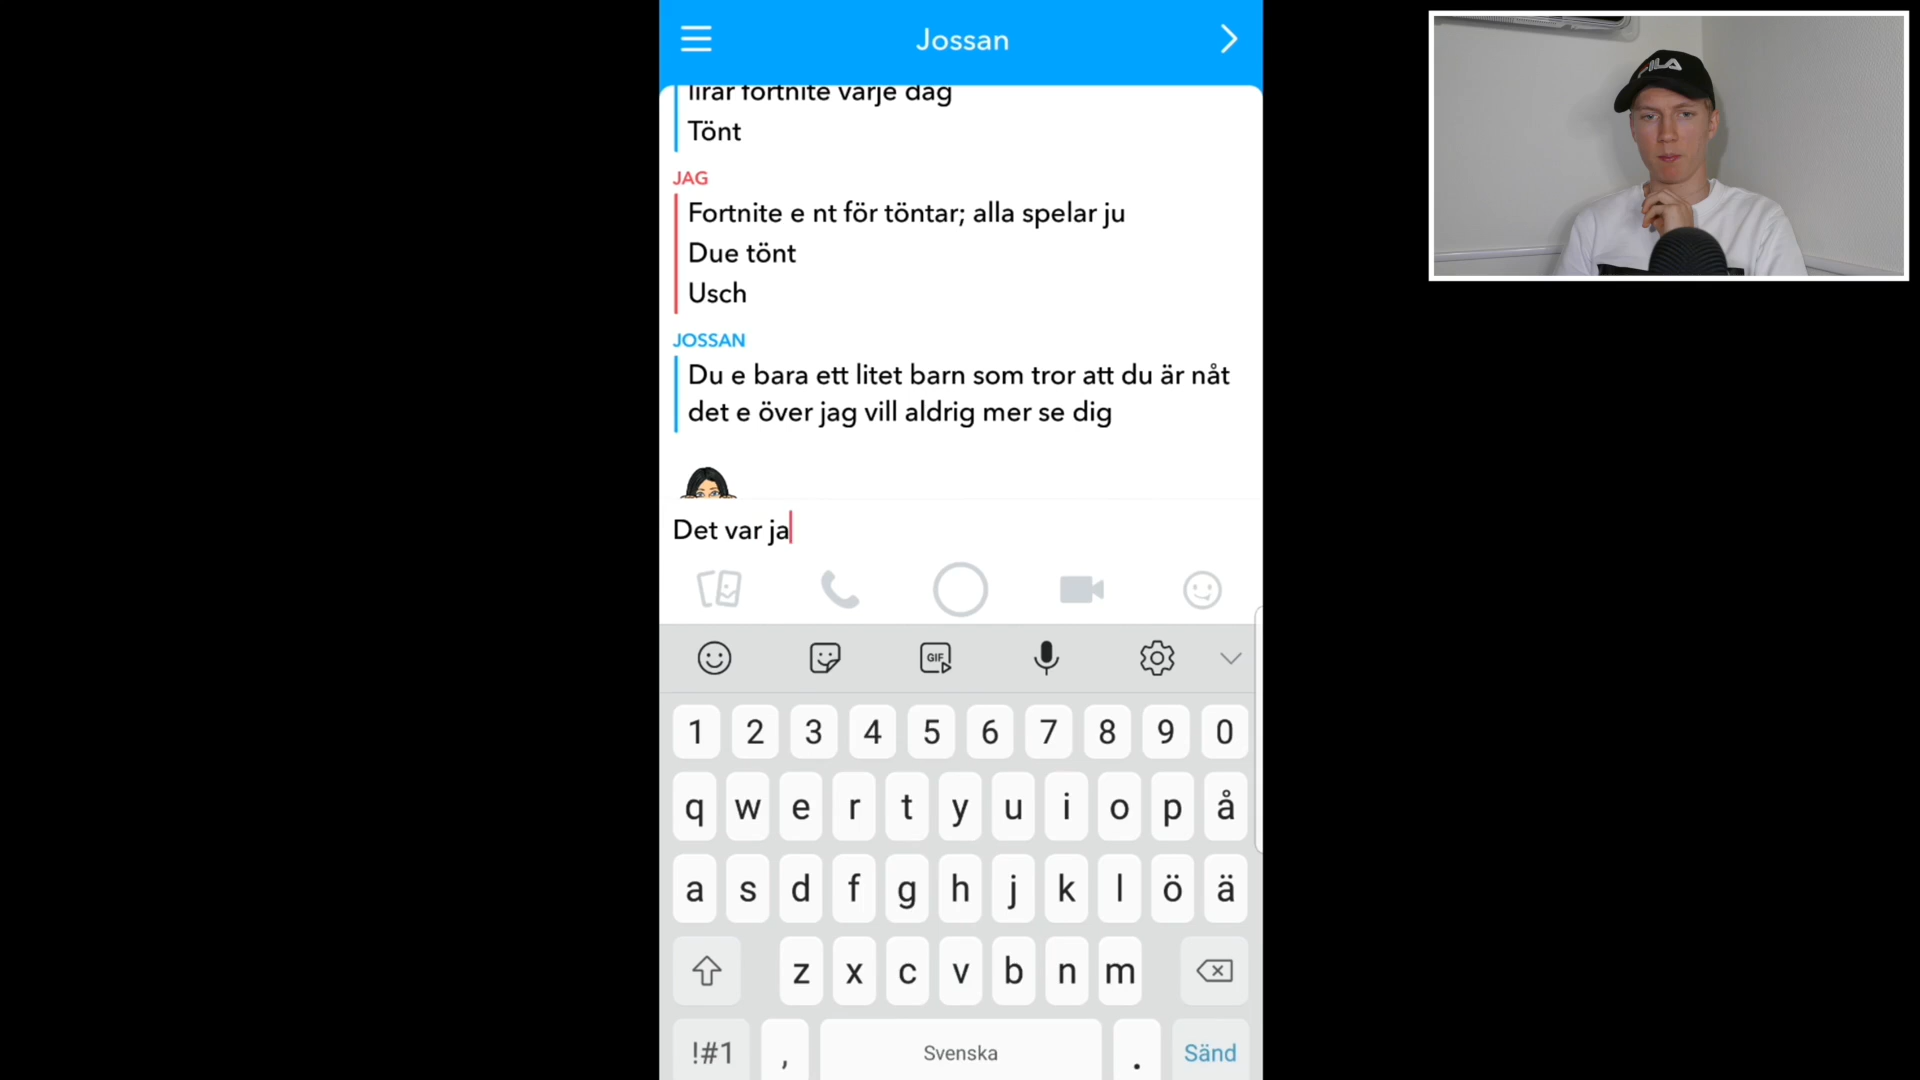 Jossan
lirar fortnite varje dag
Tönt
JAG
Fortnite e nt för töntar; alla spelar ju
Due tönt
Usch
JOSSAN
Du e bara ett litet barn som tror att du är nåt
det e över jag vill aldrig mer se dig
Det var ja
GIF
1 2 3 4 5 6 7 8 9 0
q w e r t y u i o p å
a s d f g h j k l ö ä
z x c v b n m
!#1 , Svenska . Sänd
FILA